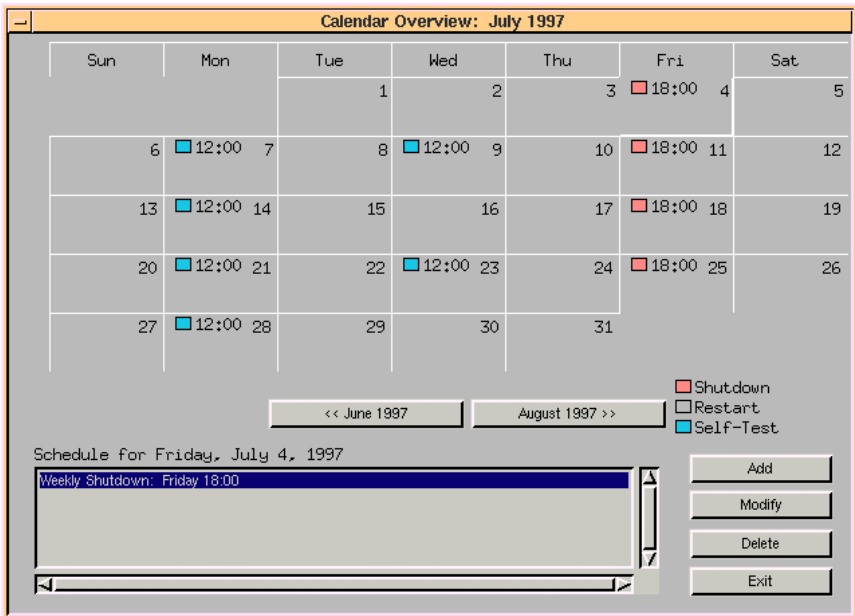 Calendar Overview: July 1997
Sun Mon Tue Wed Thu Fri Sat
1 2 3 18:00 4 5
6 12:00 7 8 12:00 9 10 18:00 11 12
13 12:00 14 15 16 17 18:00 18 19
20 12:00 21 22 12:00 23 24 18:00 25 26
27 12:00 28 29 30 31
Shutdown
Restart
Self-Test
<< June 1997 August 1997 >>
Schedule for Friday, July 4, 1997
Weekly Shutdown: Friday 18:00
Add
Modify
Delete
Exit